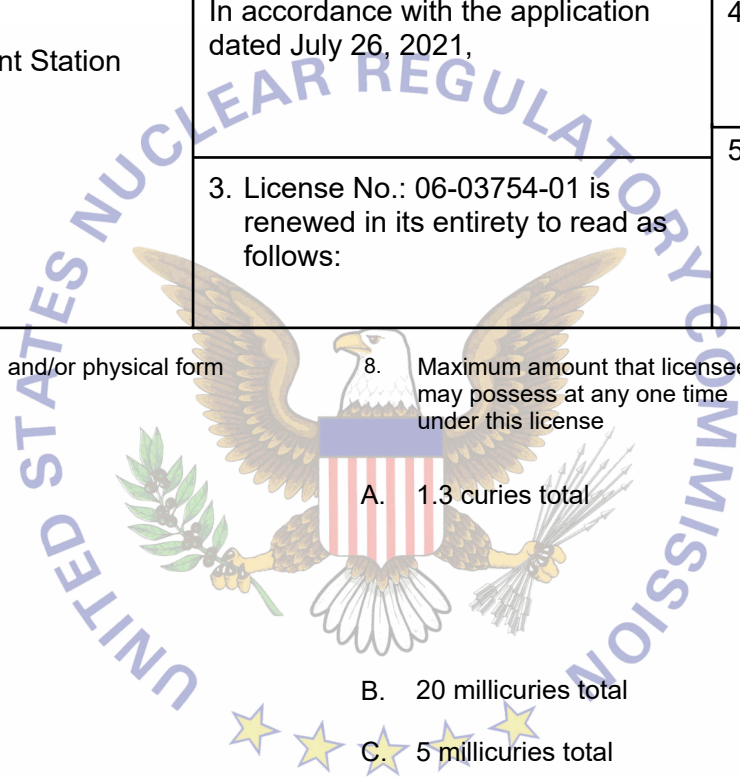 In accordance with the application
dated July 26, 2021,
nt Station
4
5
3. License No.: 06-03754-01 is
renewed in its entirety to read as
follows:
and/or physical form
8. Maximum amount that licensee
may possess at any one time
under this license
A. 1.3 curies total
B. 20 millicuries total
C. 5 millicuries total
UNITED STATES NUCLEAR REGULATORY COMMISSION